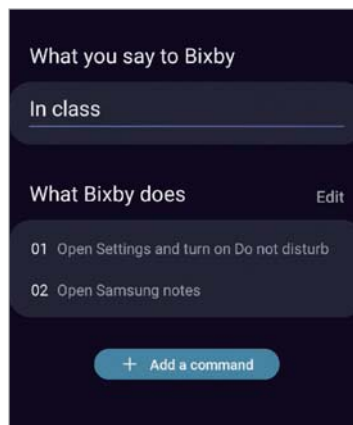 What you say to Bixby
In class
What Bixby does
Edit
01 Open Settings and turn on Do not disturb
02 Open Samsung notes
+ Add a command